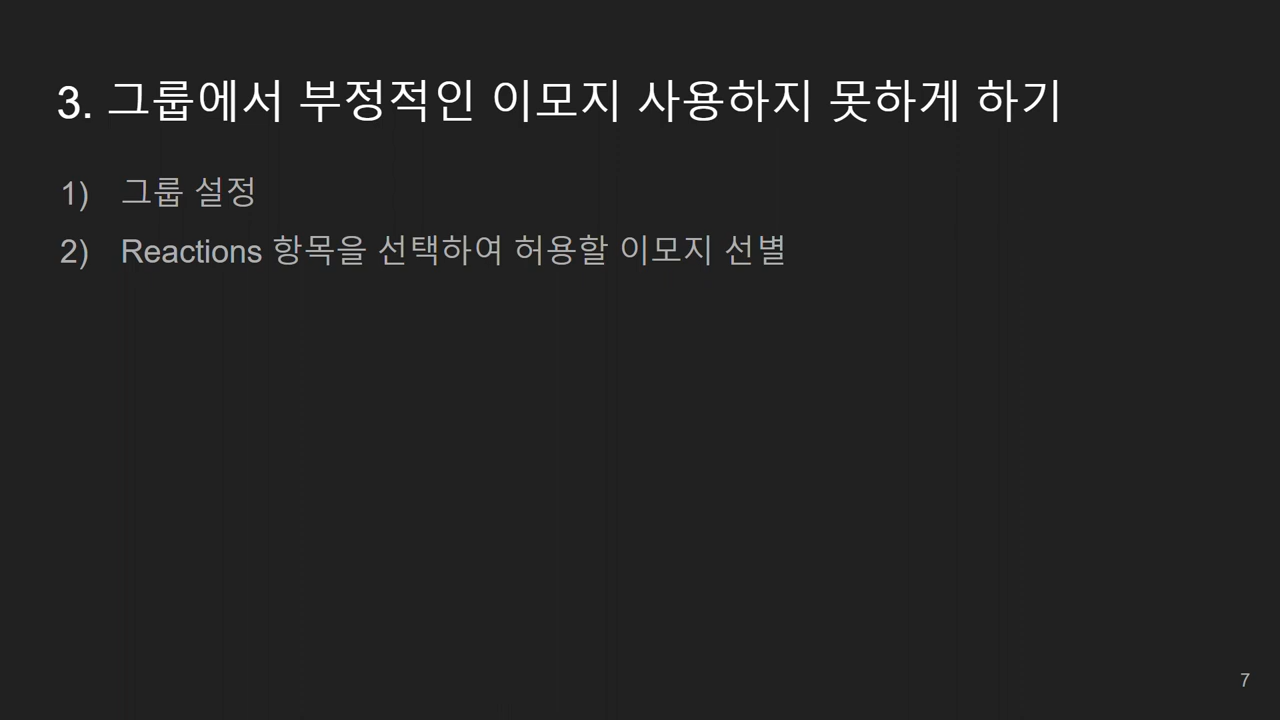 3. 그룹에서 부정적인 이모지 사용하지 못하게 하기
1) 그룹 설정
2) Reactions 항목을 선택하여 허용할 이모지 선별
7